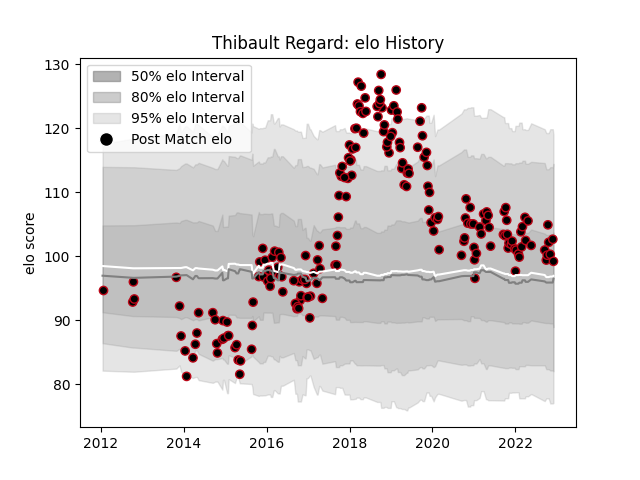 Thibault Regard: elo History
130
120
110
100
90
80
elo score
50% elo Interval
80% elo Interval
95% elo Interval
Post Match elo
2012
2014
2016
2018
2020
2022